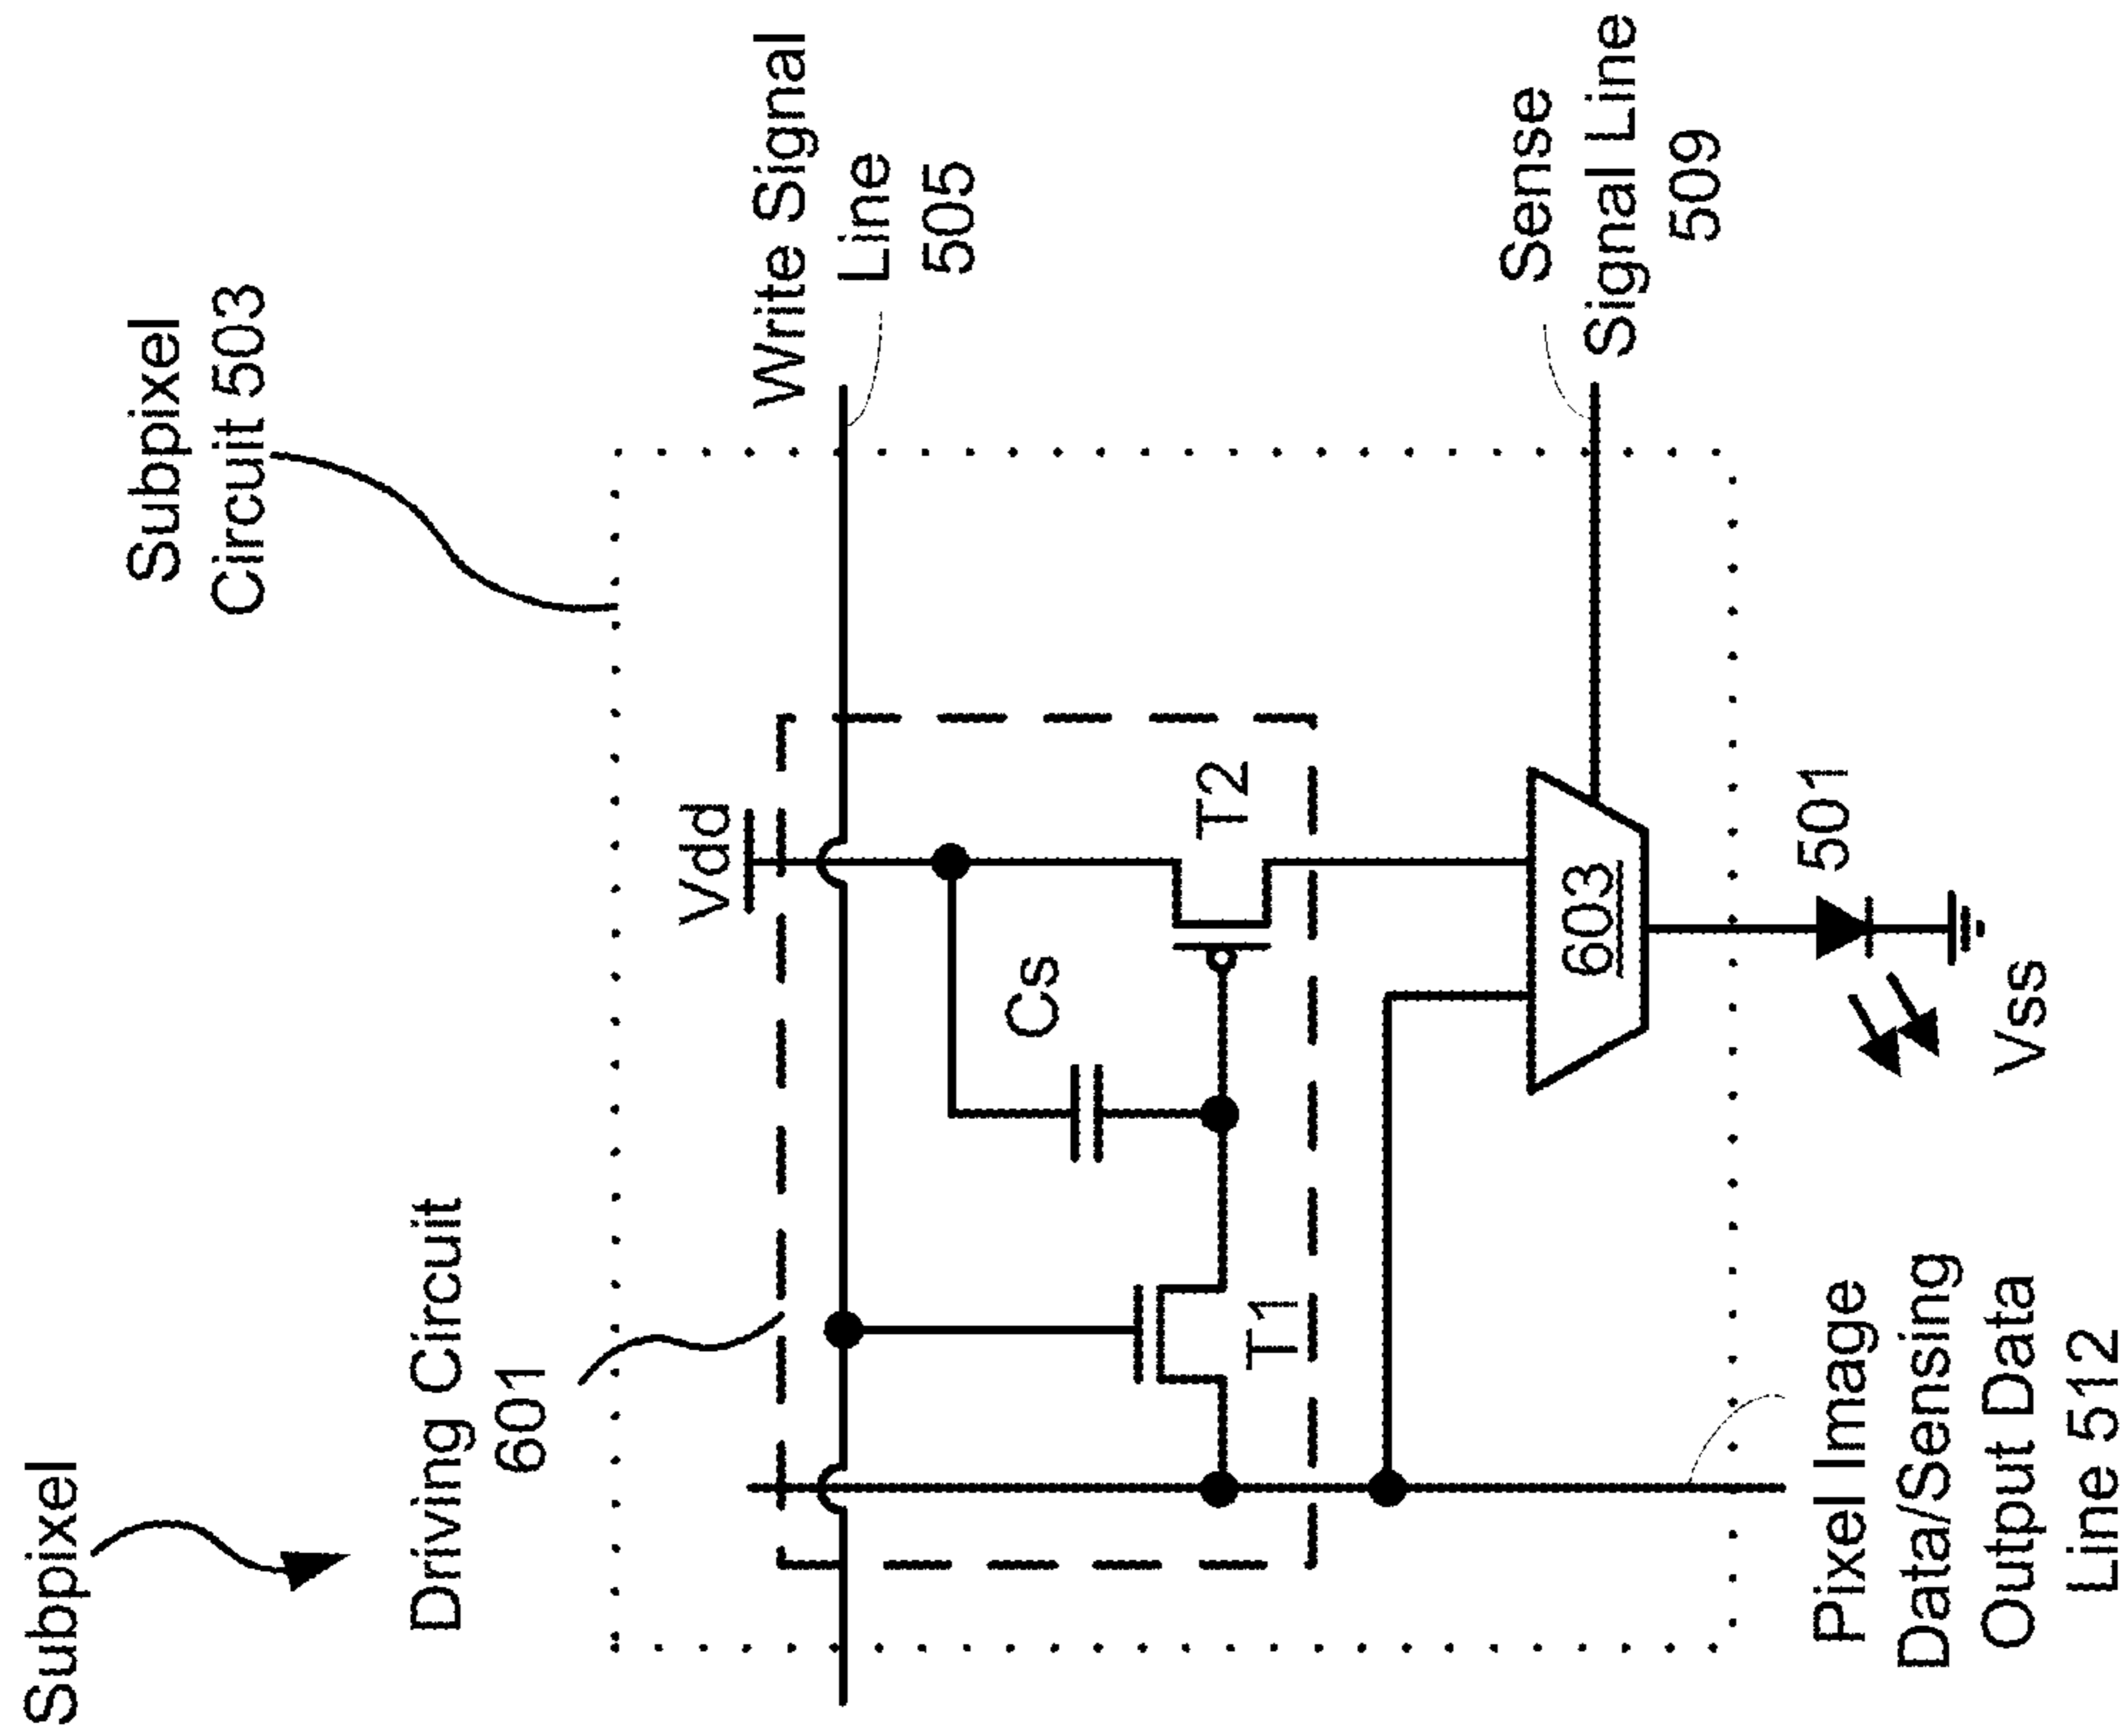 Subpixel
Subpixel
Circuit 503
Driving Circuit
601
Vdd
Write Signal
Line
505
Cs
T2
T1
Sense
Signal Line
509
603
501
Vss
Pixel Image
Data/Sensing
Output Data
Line 512